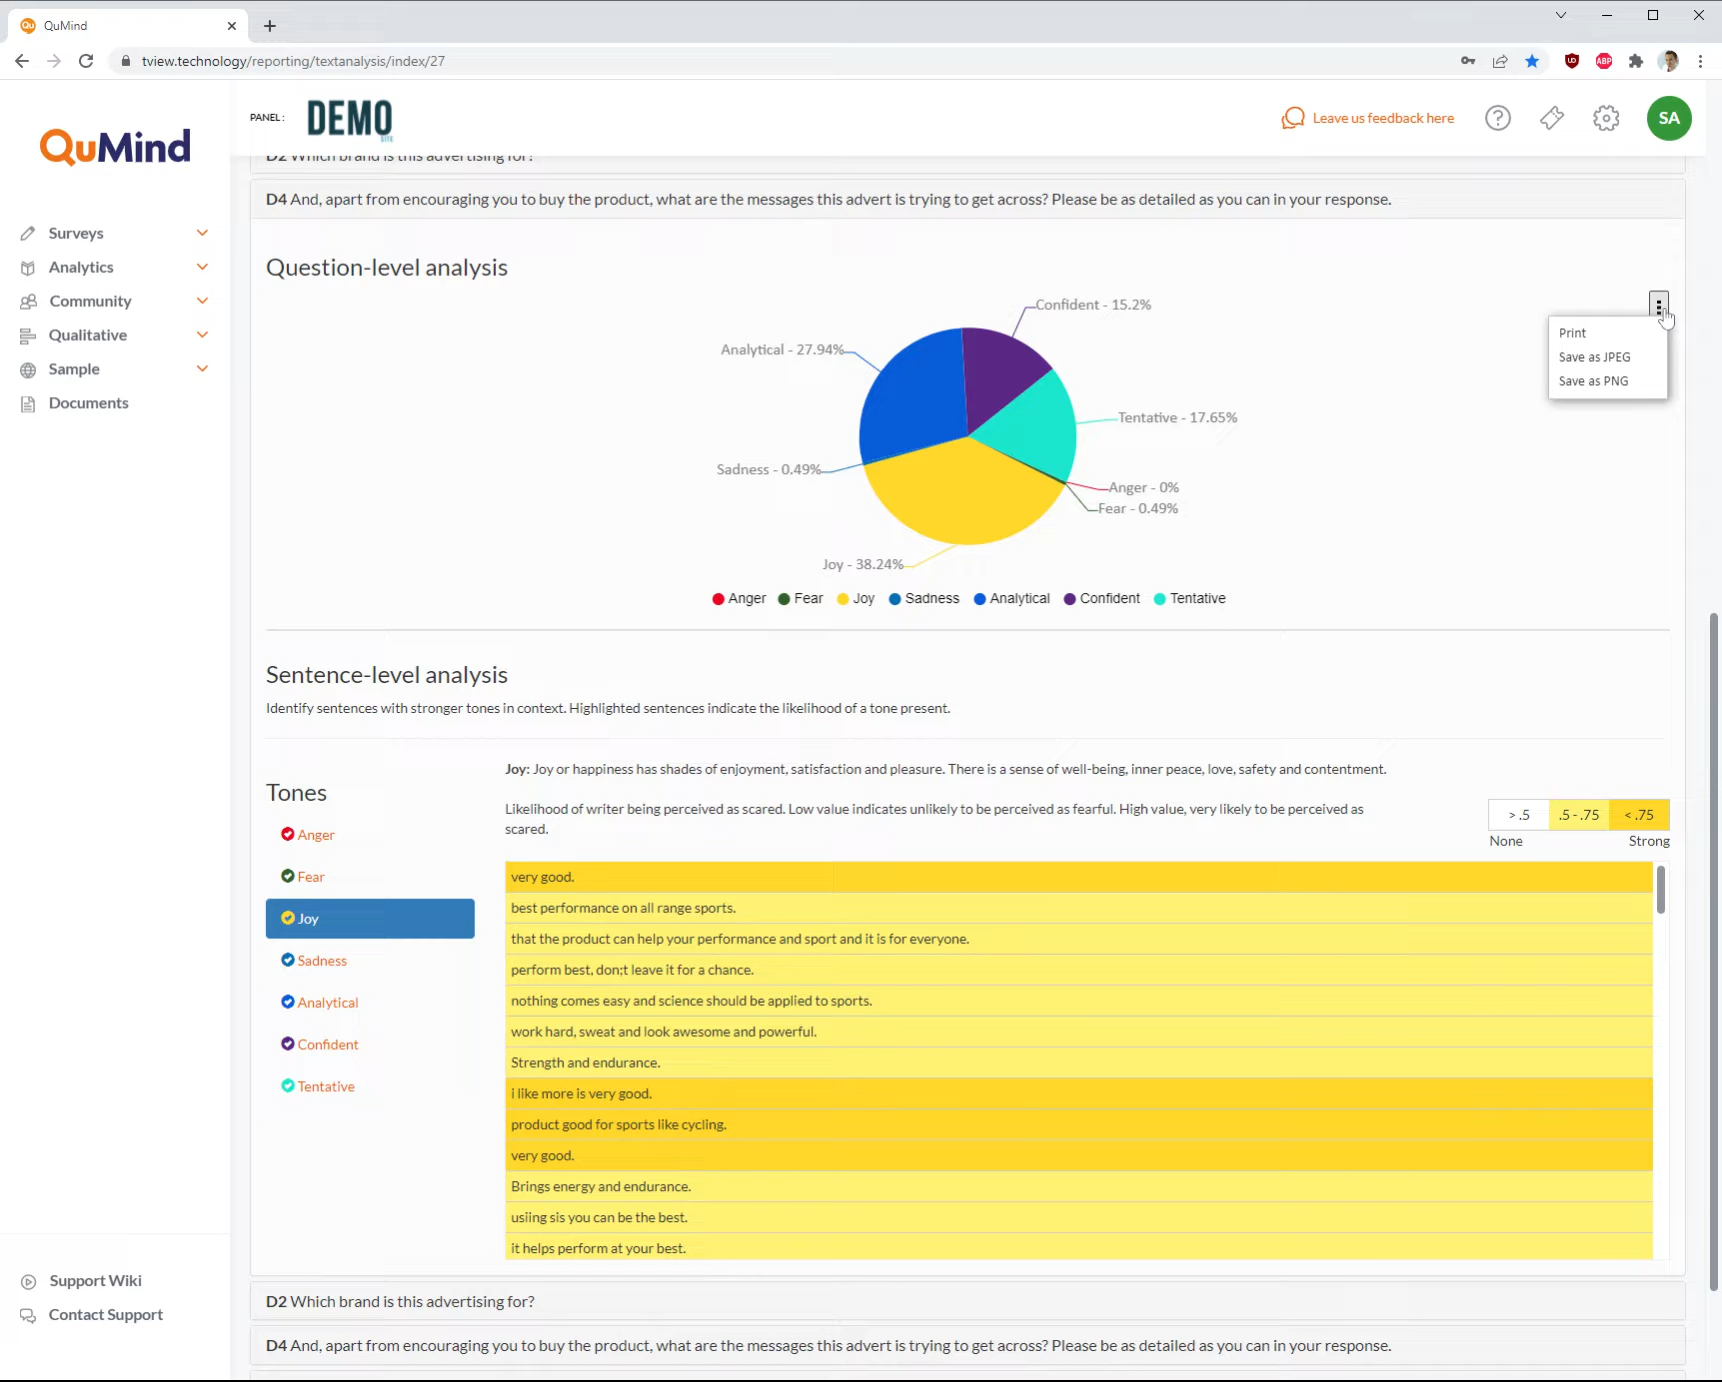 QuMind
tview.technology/reporting/textanalysis/index/27
ABP
QuMind
PANEL :
DEMO
SITE
Leave us feedback here
SA
Surveys
Analytics
Community
Qualitative
Sample
Documents
Support Wiki
Contact Support
D2 Which brand is this advertising for?
D4 And, apart from encouraging you to buy the product, what are the messages this advert is trying to get across? Please be as detailed as you can in your response.
Question-level analysis
Print
Save as JPEG
Save as PNG
Confident - 15.2%
Analytical - 27.94%
Tentative - 17.65%
Sadness - 0.49%
Anger - 0%
Fear - 0.49%
Joy - 38.24%
Anger Fear Joy Sadness Analytical Confident Tentative
Sentence-level analysis
Identify sentences with stronger tones in context. Highlighted sentences indicate the likelihood of a tone present.
Tones
Anger
Fear
Joy
Sadness
Analytical
Confident
Tentative
Joy: Joy or happiness has shades of enjoyment, satisfaction and pleasure. There is a sense of well-being, inner peace, love, safety and contentment.
Likelihood of writer being perceived as scared. Low value indicates unlikely to be perceived as fearful. High value, very likely to be perceived as
scared.
> .5 .5 - .75 < .75
None Strong
very good.
best performance on all range sports.
that the product can help your performance and sport and it is for everyone.
perform best, don;t leave it for a chance.
nothing comes easy and science should be applied to sports.
work hard, sweat and look awesome and powerful.
Strength and endurance.
i like more is very good.
product good for sports like cycling.
very good.
Brings energy and endurance.
usiing sis you can be the best.
it helps perform at your best.
D2 Which brand is this advertising for?
D4 And, apart from encouraging you to buy the product, what are the messages this advert is trying to get across? Please be as detailed as you can in your response.